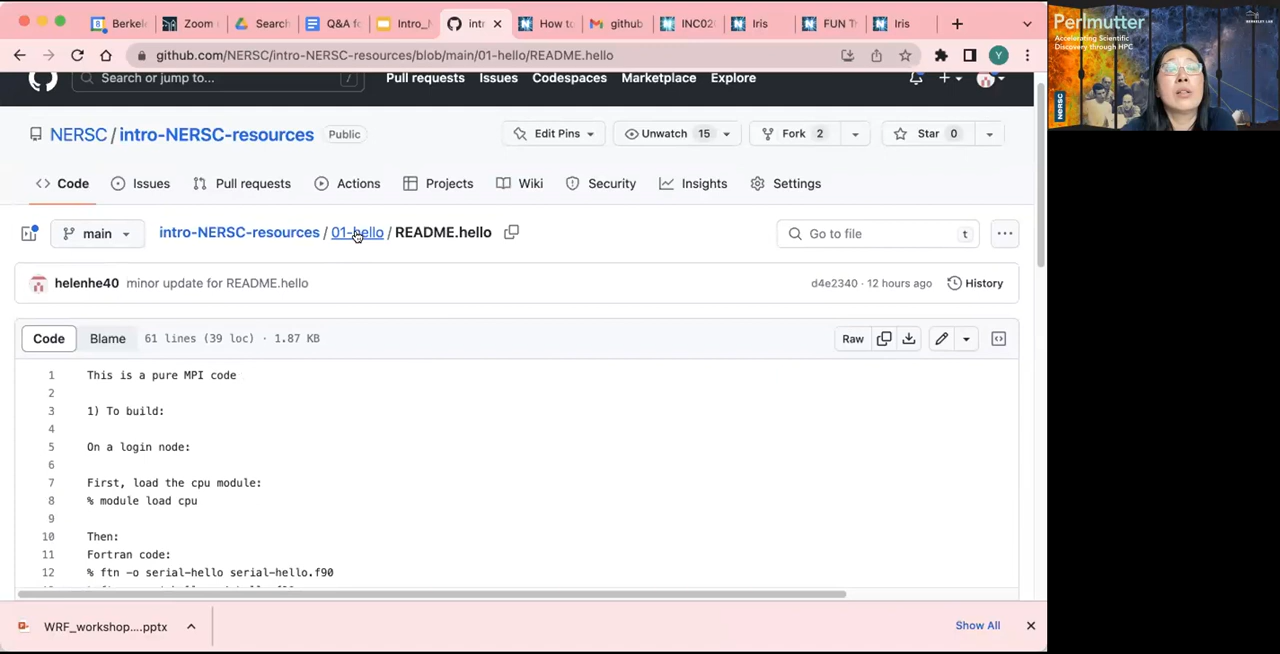 Berkele
Zoom
Search
Q&A fo
Intro_N
intr
How to
github
INC02
Iris
FUN Tr
Iris
github.com/NERSC/intro-NERSC-resources/blob/main/01-hello/README.hello
Y
Search or jump to...
/
Pull requests
Issues
Codespaces
Marketplace
Explore
NERSC / intro-NERSC-resources
Public
Edit Pins
Unwatch 15
Fork 2
Star 0
Code
Issues
Pull requests
Actions
Projects
Wiki
Security
Insights
Settings
main
intro-NERSC-resources / 01-hello / README.hello
Go to file
t
helenhe40 minor update for README.hello
d4e2340 · 12 hours ago
History
Code
Blame
61 lines (39 loc) · 1.87 KB
Raw
1 This is a pure MPI code
2
3 1) To build:
4
5 On a login node:
6
7 First, load the cpu module:
8 % module load cpu
9
10 Then:
11 Fortran code:
12 % ftn -o serial-hello serial-hello.f90
WRF_workshop....pptx
Show All
Perlmutter
Accelerating Scientific
Discovery through HPC
NERSC
BERKELEY LAB